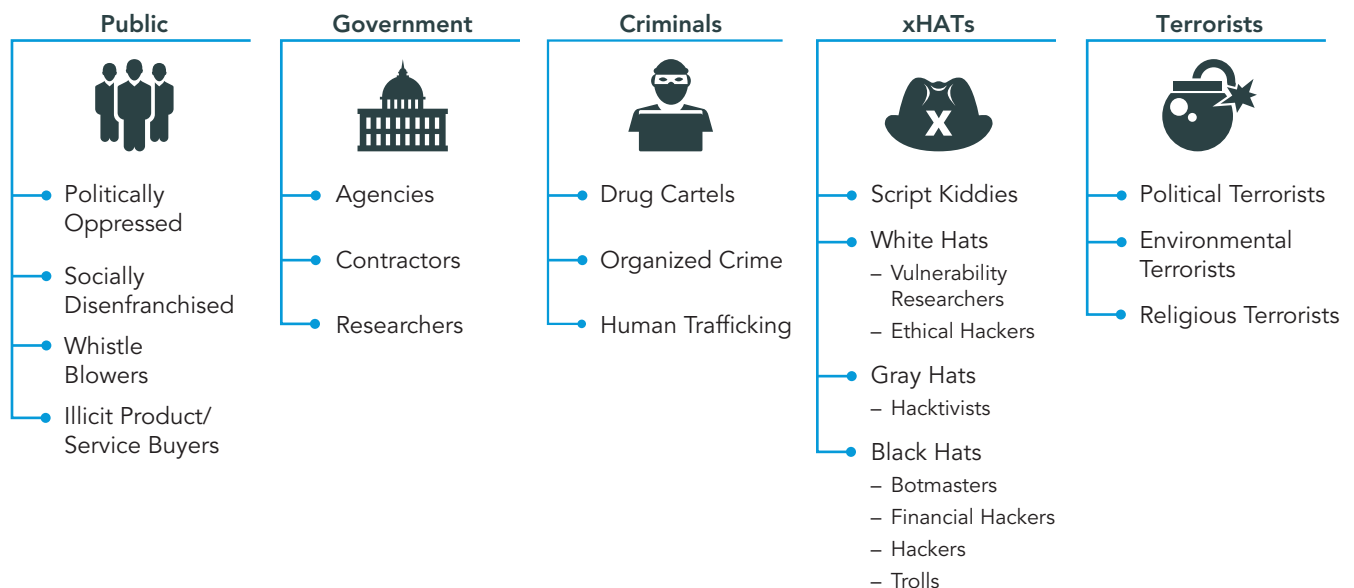 Public
Politically
Oppressed
Socially
Disenfranchised
Whistle
Blowers
Illicit Product/
Service Buyers
Government
Agencies
Contractors
Researchers
Criminals
Drug Cartels
Organized Crime
Human Trafficking
xHATs
X
Script Kiddies
White Hats
– Vulnerability
Researchers
– Ethical Hackers
Gray Hats
– Hacktivists
Black Hats
– Botmasters
– Financial Hackers
– Hackers
– Trolls
Terrorists
Political Terrorists
Environmental
Terrorists
Religious Terrorists